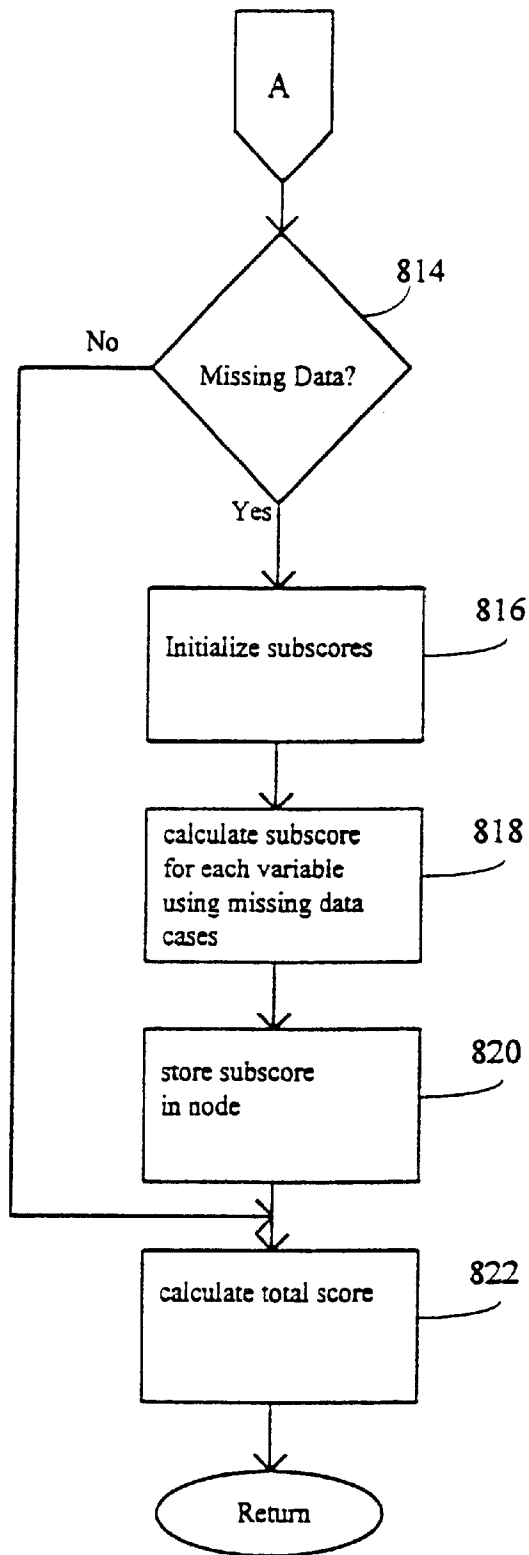 A
814
No
Missing Data?
Yes
816
Initialize subscores
818
calculate subscore
for each variable
using missing data
cases
820
store subscore
in node
822
calculate total score
Return